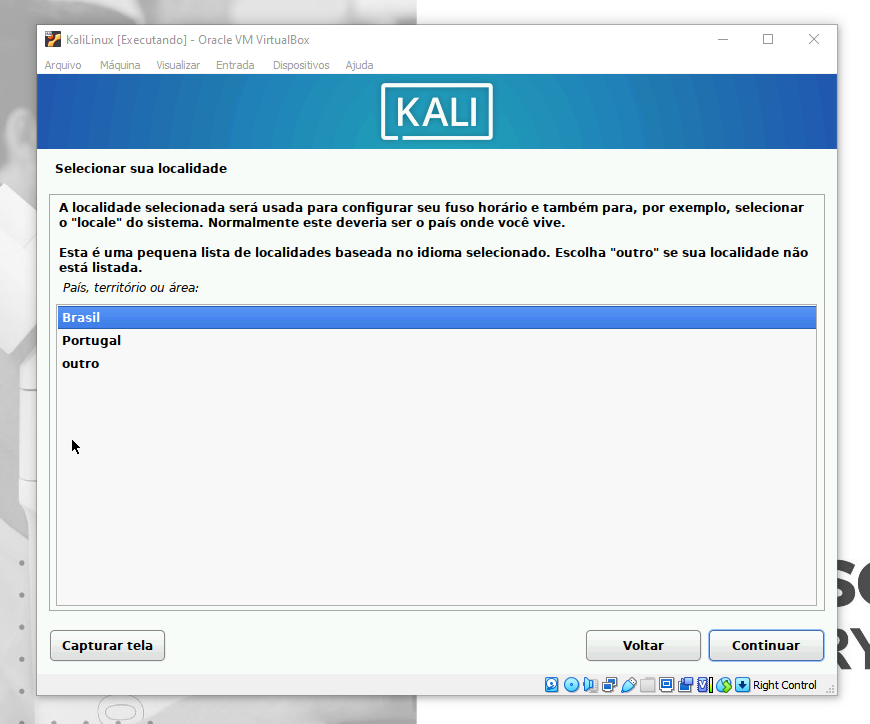 KaliLinux [Executando] - Oracle VM VirtualBox
Arquivo Máquina Visualizar Entrada Dispositivos Ajuda
KALI
Selecionar sua localidade
A localidade selecionada será usada para configurar seu fuso horário e também para, por exemplo, selecionar
o "locale" do sistema. Normalmente este deveria ser o país onde você vive.
Esta é uma pequena lista de localidades baseada no idioma selecionado. Escolha "outro" se sua localidade não
está listada.
País, território ou área:
Brasil
Portugal
outro
Capturar tela Voltar Continuar
Right Control